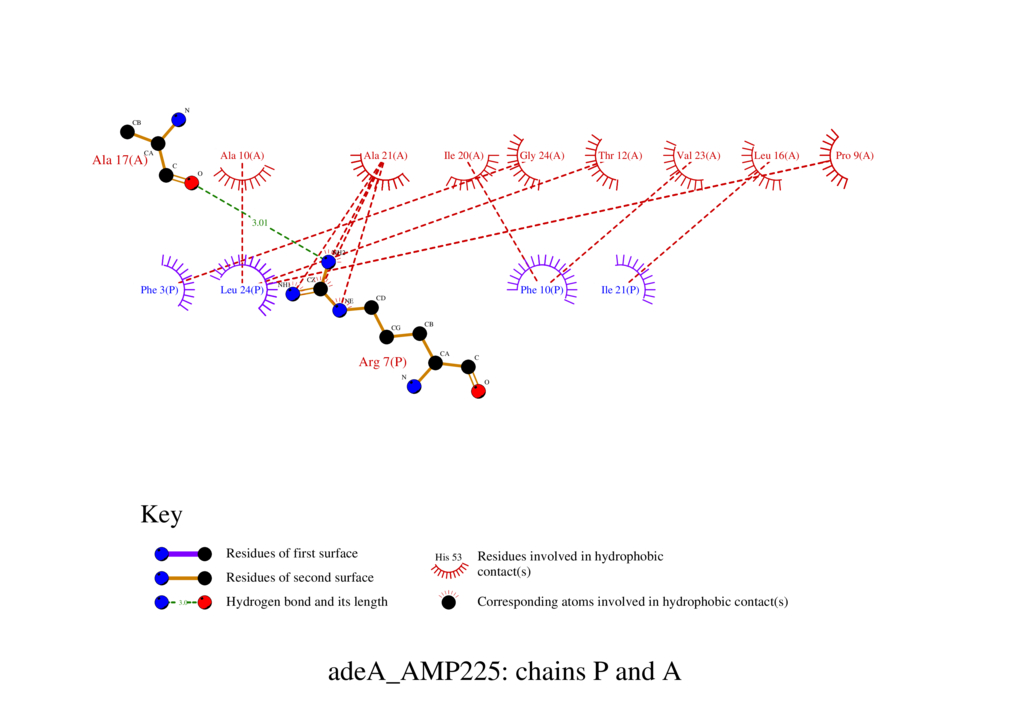 N
CB
CA
Ala 17(A)
C
O
Ala 10(A)
Ala 21(A)
Ile 20(A)
Gly 24(A)
Thr 12(A)
Val 23(A)
Leu 16(A)
Pro 9(A)
3.01
Phe 3(P)
Leu 24(P)
NH1
CZ
NE
CD
Phe 10(P)
Ile 21(P)
CG
CB
CA
C
Arg 7(P)
N
O
Key
Residues of first surface
Residues of second surface
Hydrogen bond and its length
His 53
Residues involved in hydrophobic
contact(s)
Corresponding atoms involved in hydrophobic contact(s)
adeA_AMP225: chains P and A